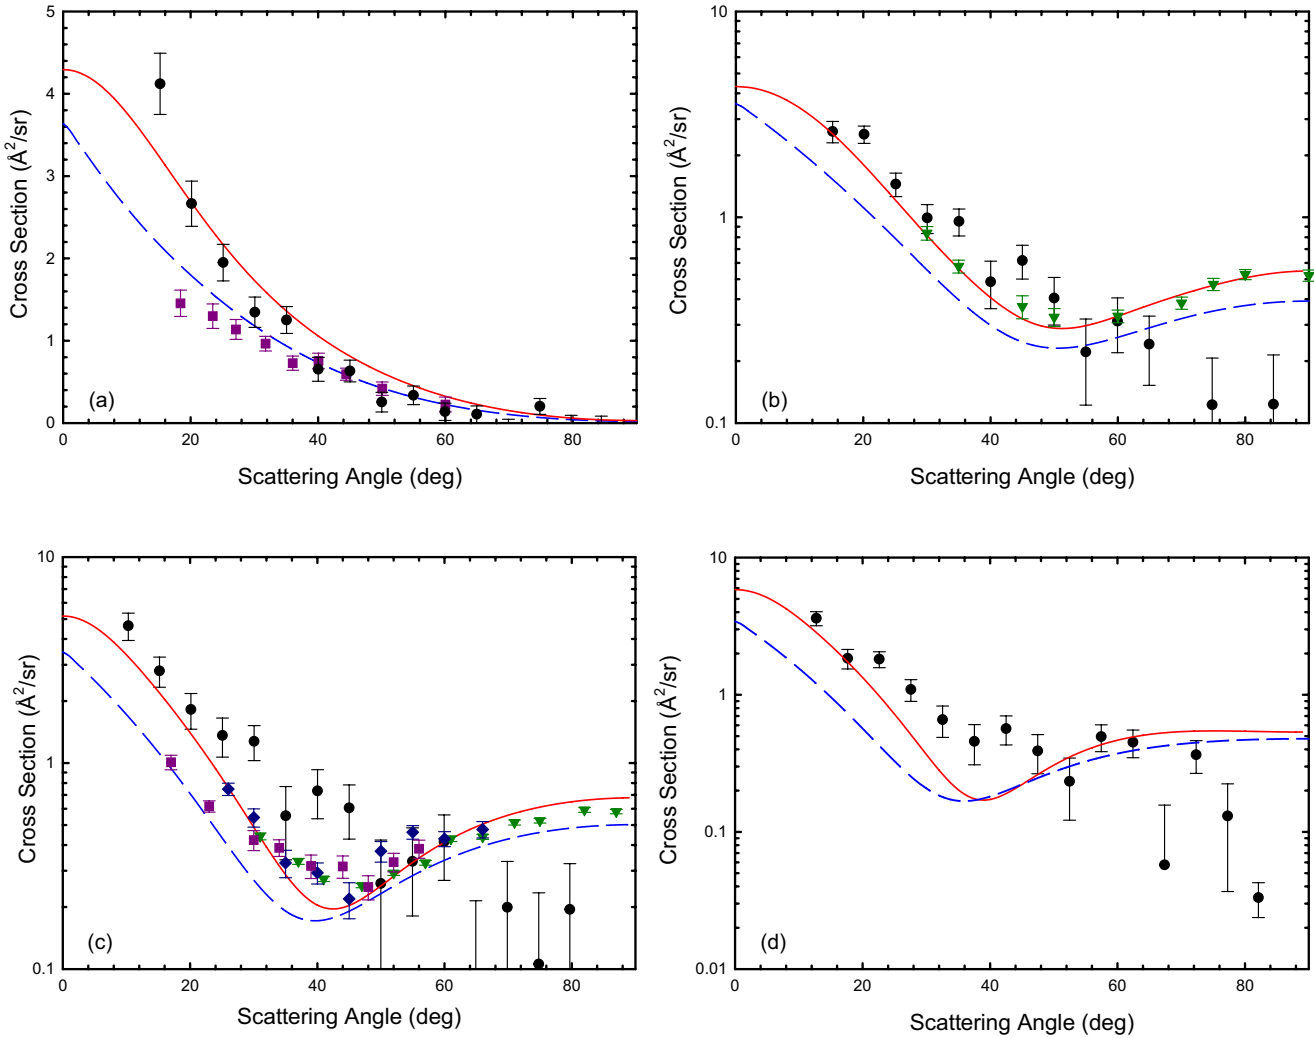 5
4
3
2
1
0
Cross Section (Å²/sr)
(a)
0 20 40 60 80
Scattering Angle (deg)
10
1
0.1
Cross Section (Å²/sr)
(b)
0 20 40 60 80
Scattering Angle (deg)
10
1
0.1
Cross Section (Å²/sr)
(c)
0 20 40 60 80
Scattering Angle (deg)
10
1
0.1
0.01
Cross Section (Å²/sr)
(d)
0 20 40 60 80
Scattering Angle (deg)